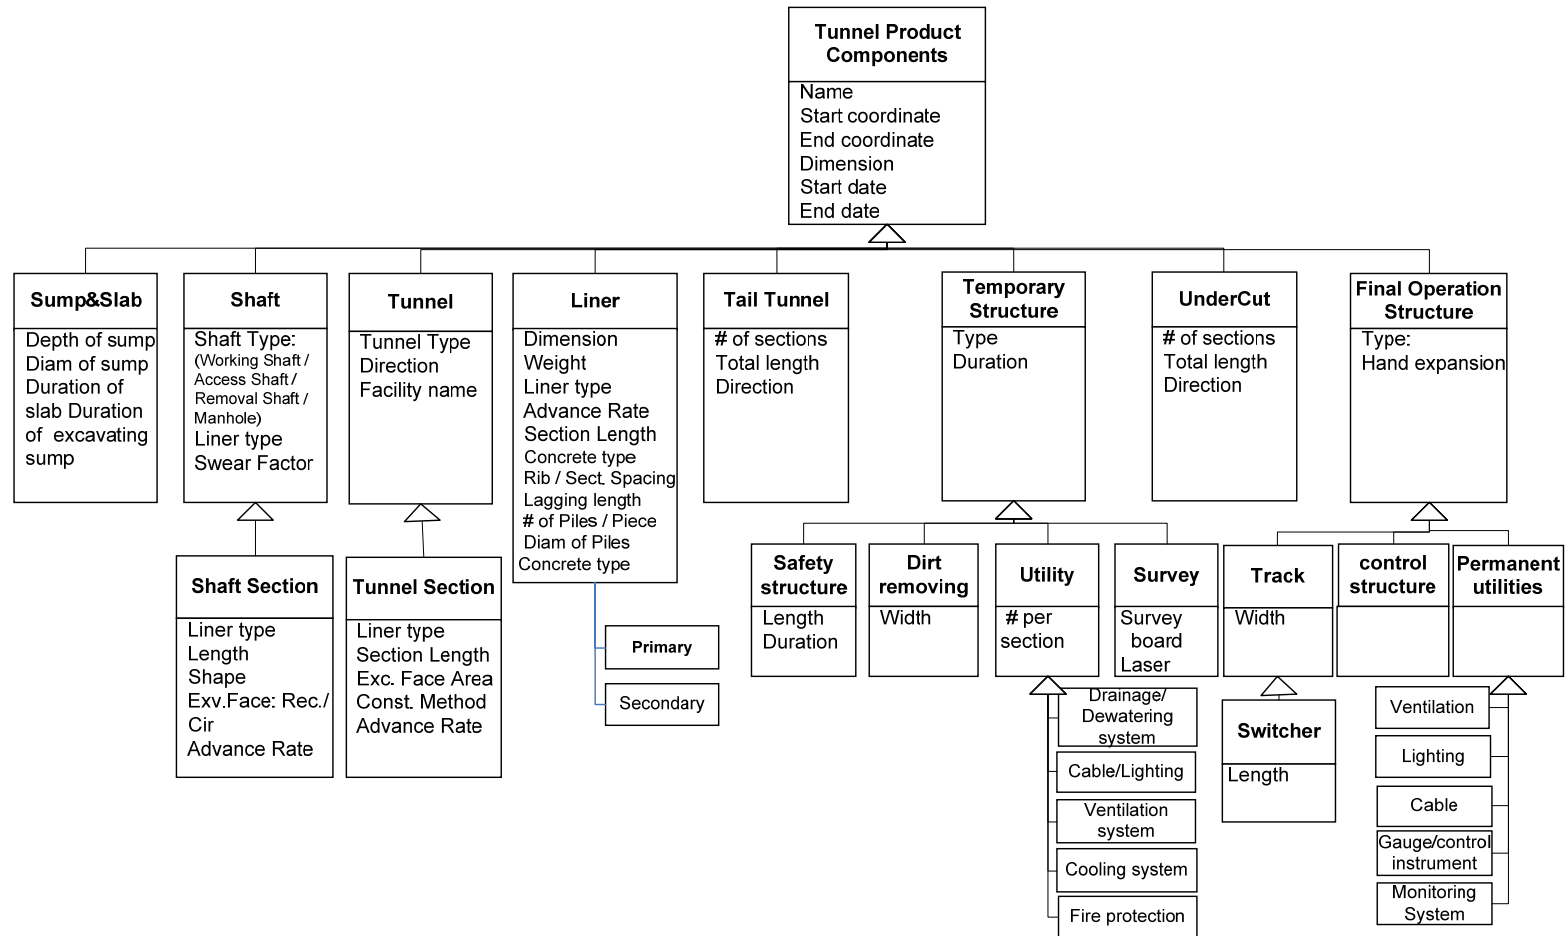 Tunnel Product
Components
Name
Start coordinate
End coordinate
Dimension
Start date
End date
Sump&Slab
Depth of sump
Diam of sump
Duration of
slab Duration
of excavating
sump
Shaft
Shaft Type:
(Working Shaft /
Access Shaft /
Removal Shaft /
Manhole)
Liner type
Swear Factor
Tunnel
Tunnel Type
Direction
Facility name
Liner
Dimension
Weight
Liner type
Advance Rate
Section Length
Concrete type
Rib / Sect. Spacing
Lagging length
# of Piles / Piece
Diam of Piles
Concrete type
Tail Tunnel
# of sections
Total length
Direction
Temporary
Structure
Type
Duration
UnderCut
# of sections
Total length
Direction
Final Operation
Structure
Type:
Hand expansion
Shaft Section
Liner type
Length
Shape
Exv.Face: Rec./
Cir
Advance Rate
Tunnel Section
Liner type
Section Length
Exc. Face Area
Const. Method
Advance Rate
Primary
Secondary
Safety
structure
Length
Duration
Dirt
removing
Width
Utility
# per
section
Survey
Survey
board
Laser
Track
Width
control
structure
Permanent
utilities
Drainage/
Dewatering
system
Cable/Lighting
Ventilation
system
Cooling system
Fire protection
Switcher
Length
Ventilation
Lighting
Cable
Gauge/control
instrument
Monitoring
System